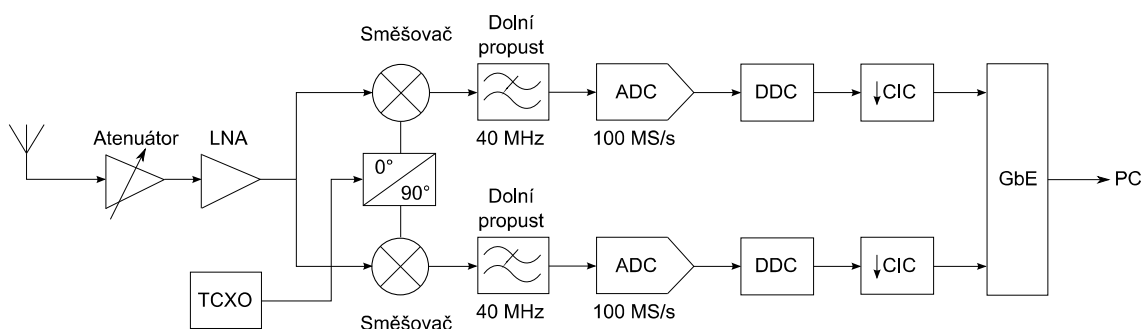 Směšovač
Dolní
propust
ADC
DDC
↓CIC
40 MHz
100 MS/s
Atenuátor
LNA
0°
90°
GbE
PC
Dolní
propust
ADC
DDC
↓CIC
TCXO
40 MHz
100 MS/s
Směšovač